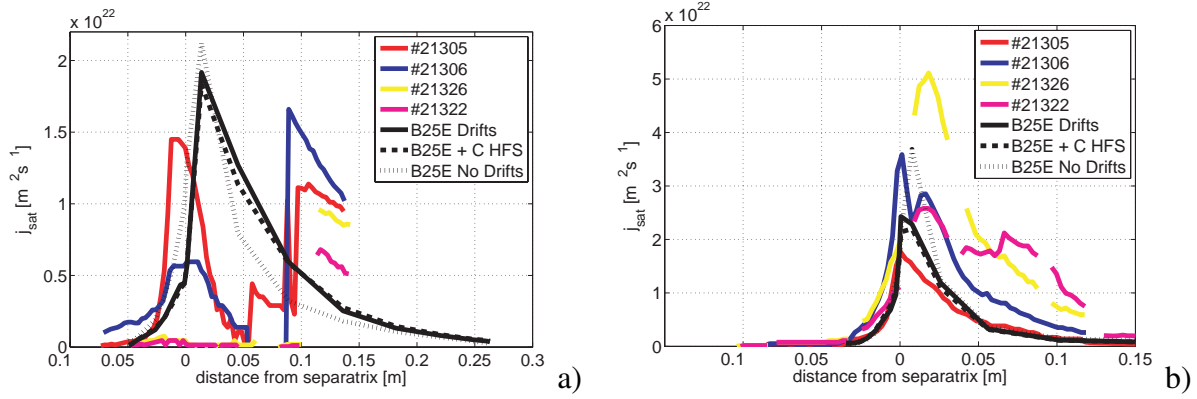 x 10^22
2
1.5
1
0.5
0
0.1
0.05
0
0.05
0.1
0.15
0.2
0.25
0.3
j_sat [m^2 s^-1]
distance from separatrix [m]
#21305
#21306
#21326
#21322
B25E Drifts
B25E + C HFS
B25E No Drifts
a)
x 10^22
6
5
4
3
2
1
0
0.1
0.05
0
0.05
0.1
0.15
j_sat [m^2 s^-1]
distance from separatrix [m]
#21305
#21306
#21326
#21322
B25E Drifts
B25E + C HFS
B25E No Drifts
b)